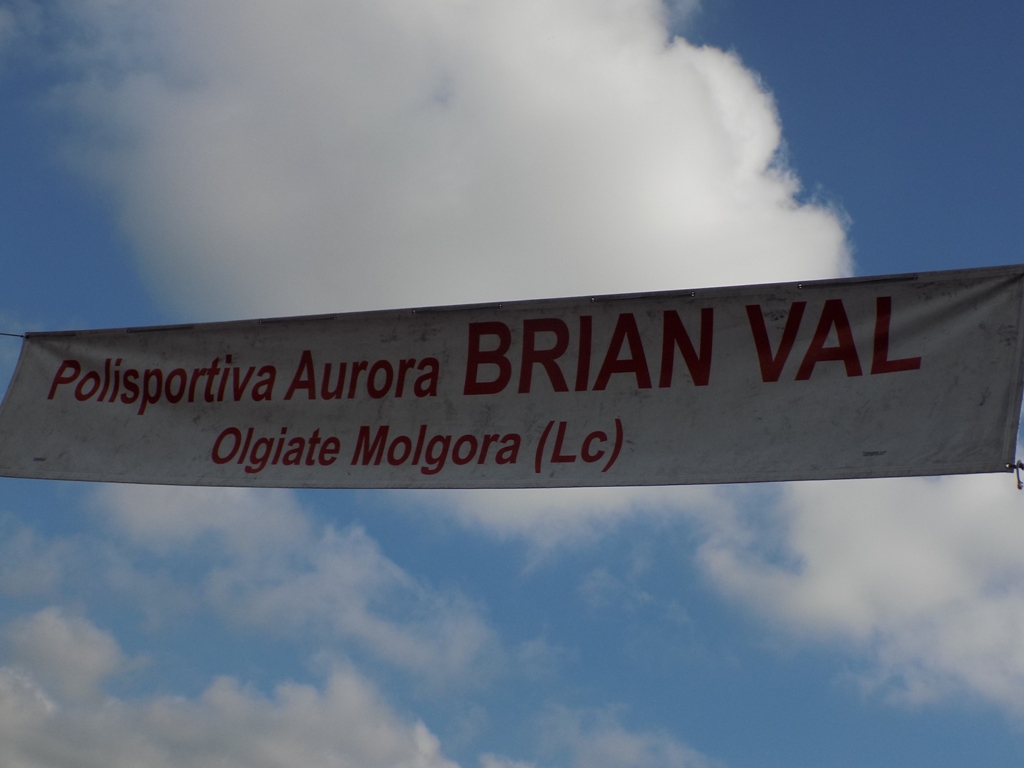 Polisportiva Aurora BRIAN VAL
Olgiate Molgora (Lc)